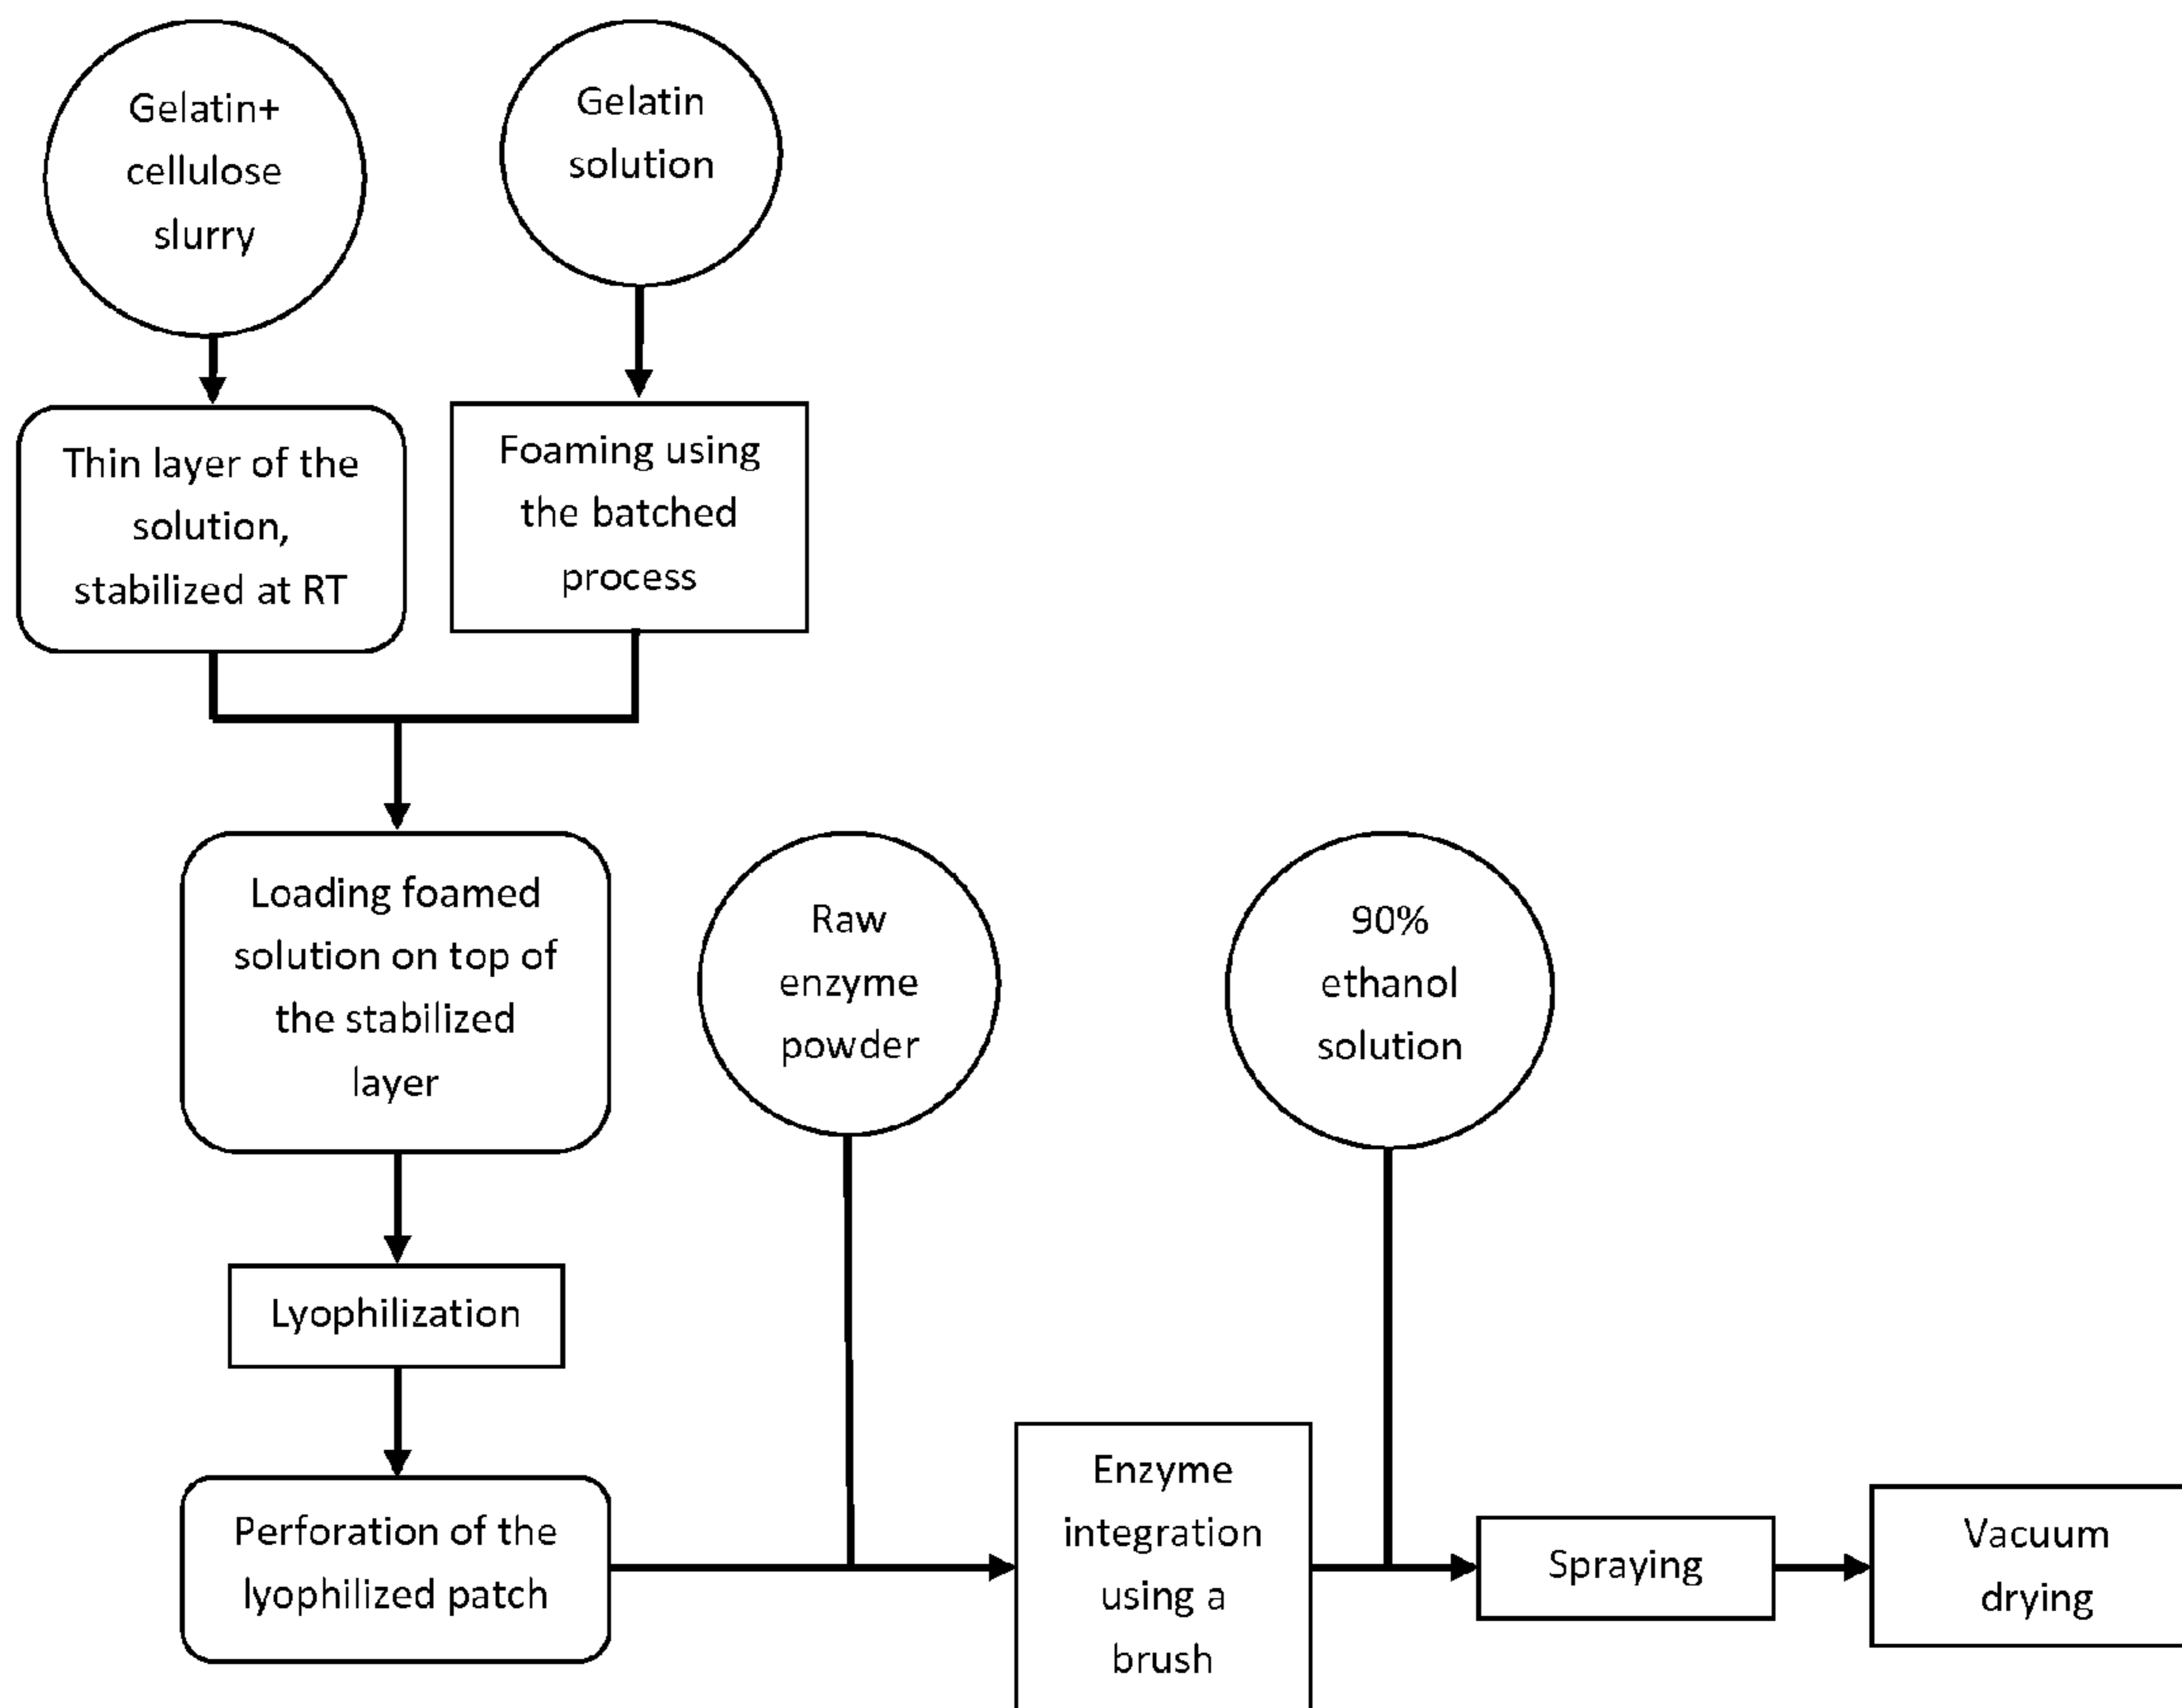 Gelatin+
cellulose
slurry
Gelatin
solution
Thin layer of the
solution,
stabilized at RT
Foaming using
the batched
process
Loading foamed
solution on top of
the stabilized
layer
Raw
enzyme
powder
90%
ethanol
solution
Lyophilization
Perforation of the
lyophilized patch
Enzyme
integration
using a
brush
Spraying
Vacuum
drying